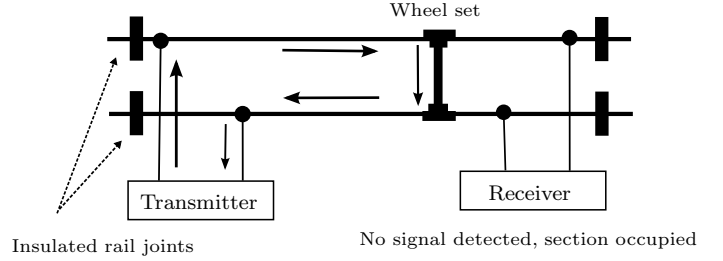 Wheel set
Transmitter
Receiver
Insulated rail joints
No signal detected, section occupied